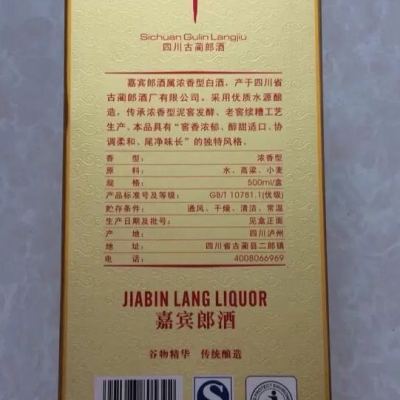 Sichuan Gulin Langjiu
四川古蔺郎酒
嘉宾郎酒属浓香型白酒，产于四川省
古蔺郎酒厂有限公司。采用优质水源酿
造，传承浓香型泥窖发酵、老窖续糟工艺
生产。本品具有“窖香浓郁、醇甜适口、协
调柔和、尾净味长”的独特风格。
香 型： 浓香型
原 料： 水、高粱、小麦
规 格： 500ml/盒
产品标准号及等级： GB/T 10781.1(优级)
贮存条件： 通风、干燥、清洁、常温
生产日期及批号： 见盒正面
产 地： 四川泸州
地 址： 四川省古蔺县二郎镇
电 话： 4008066969
JIABIN LANG LIQUOR
嘉宾郎酒
谷物精华 传统酿造